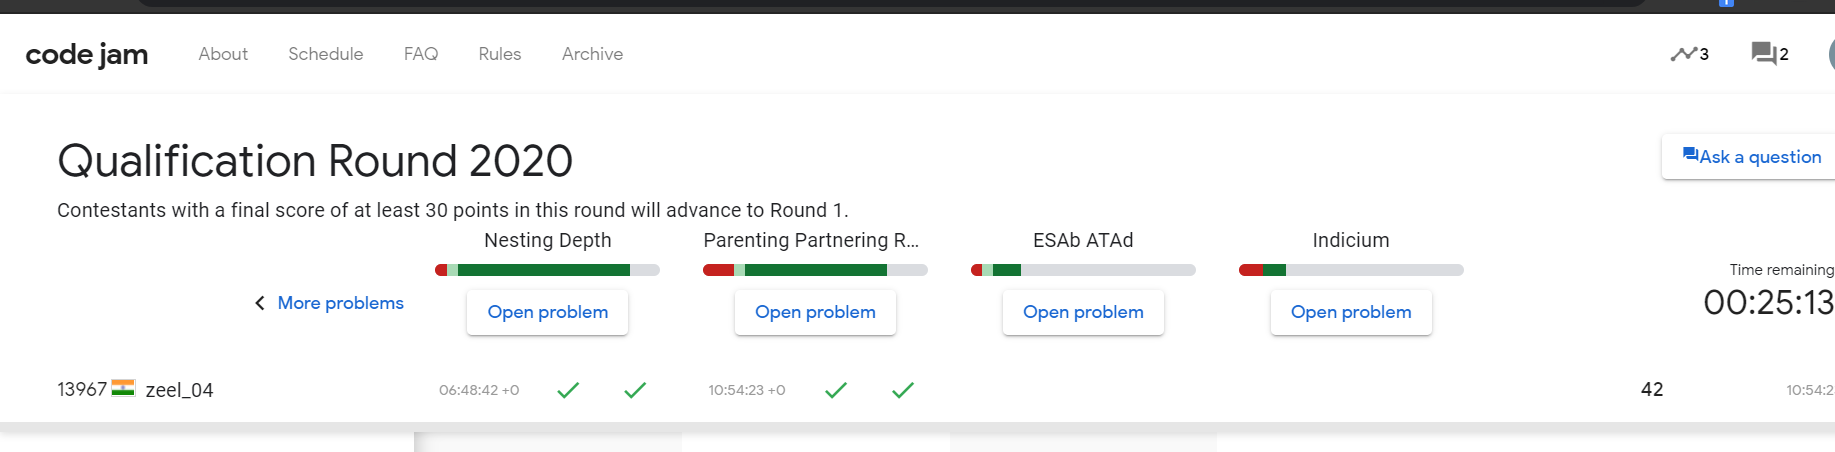 code jam About Schedule FAQ Rules Archive 3 2
Qualification Round 2020
Ask a question
Contestants with a final score of at least 30 points in this round will advance to Round 1.
Nesting Depth Parenting Partnering R... ESAb ATAd Indicium
Time remaining
More problems Open problem Open problem Open problem Open problem 00:25:13
13967 zeel_04 06:48:42 +0 10:54:23 +0 42 10:54:2